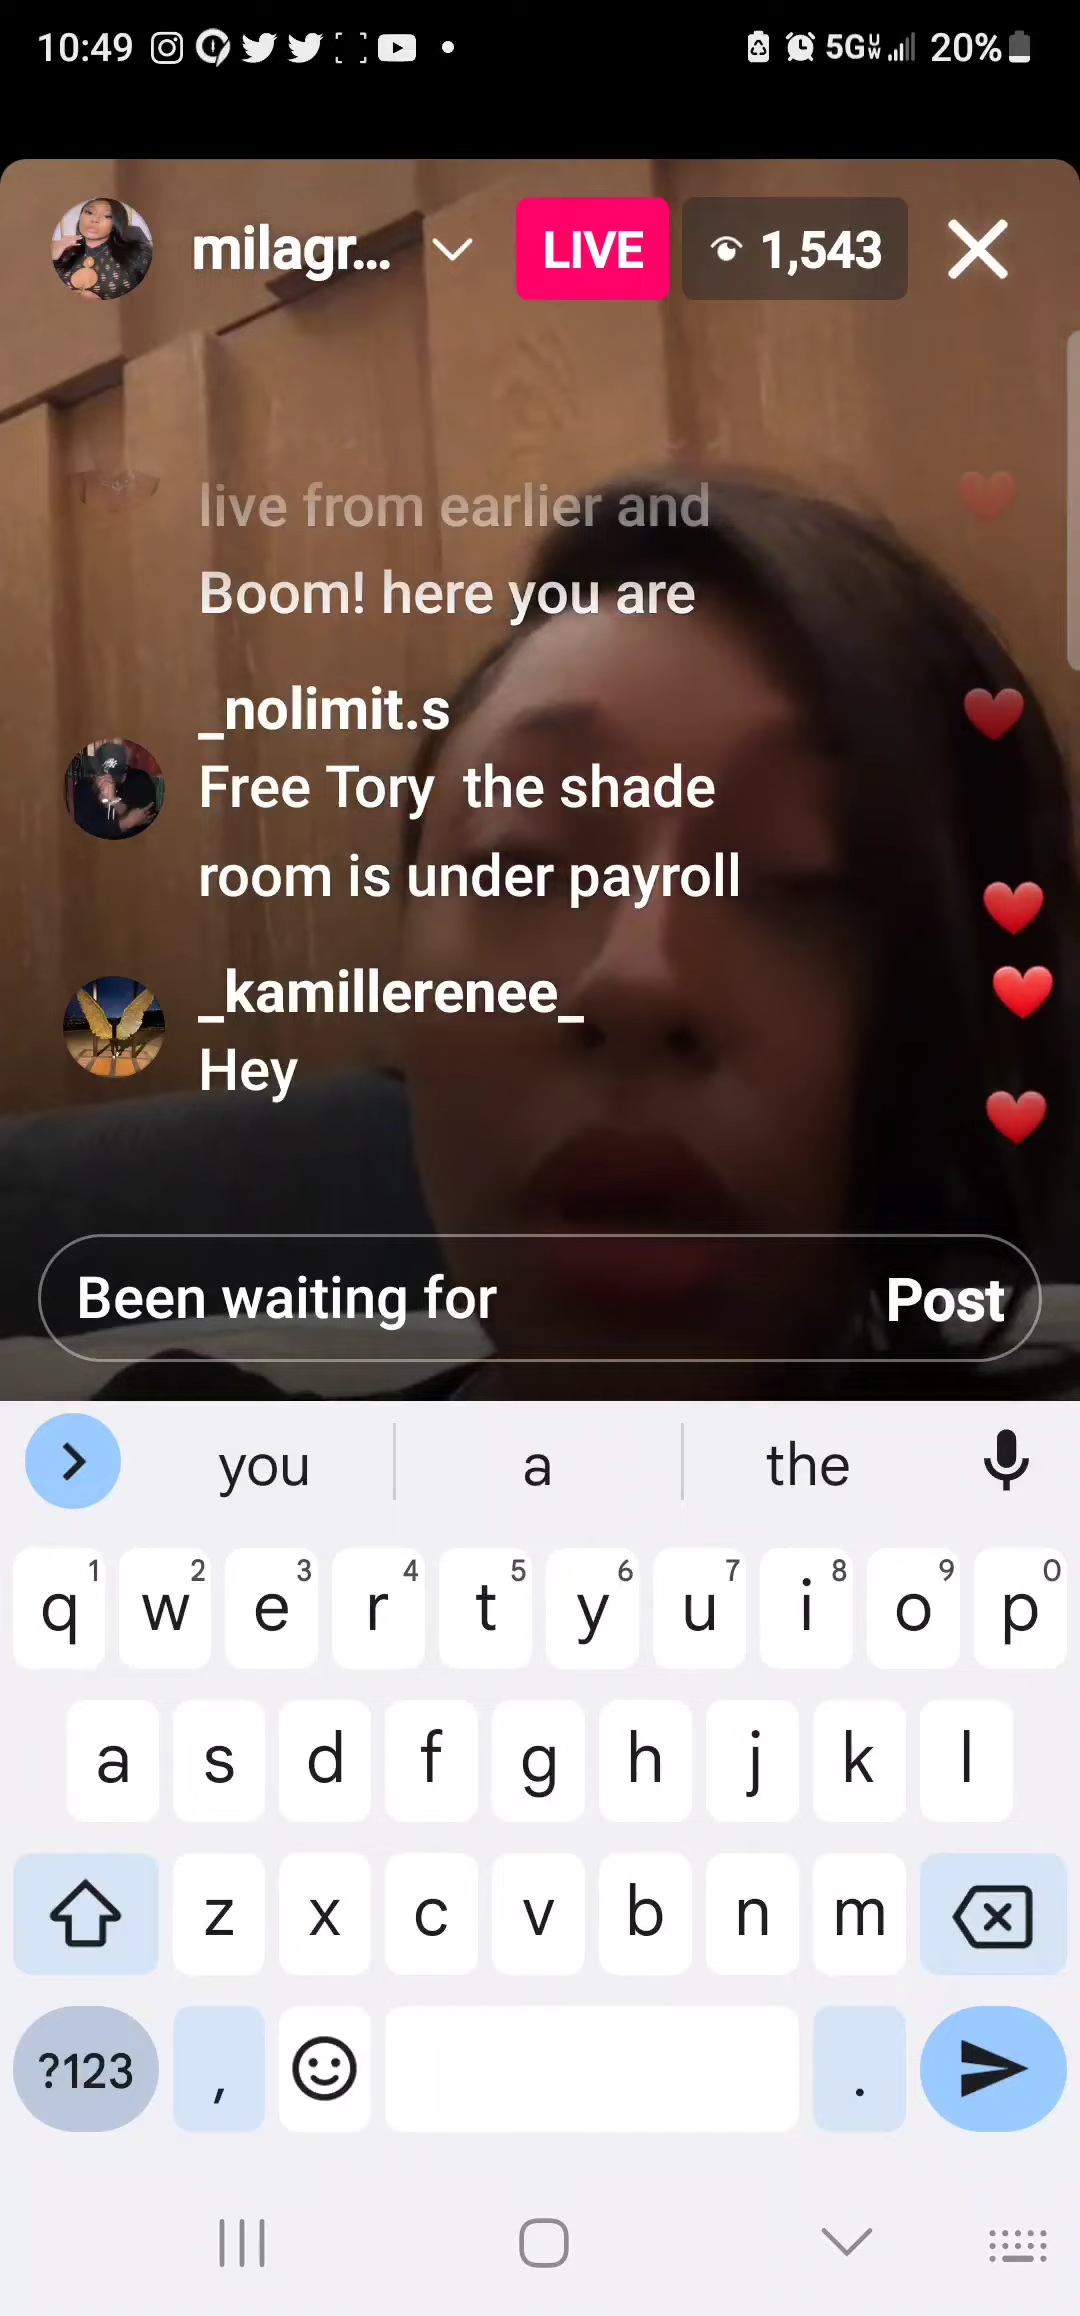 10:49 5G UW 20%
milagr... LIVE 1,543
live from earlier and
Boom! here you are
_nolimit.s
Free Tory  the shade
room is under payroll
_kamillerenee_
Hey
Been waiting for Post
you a the
1 2 3 4 5 6 7 8 9 0
q w e r t y u i o p
a s d f g h j k l
z x c v b n m
?123 , .